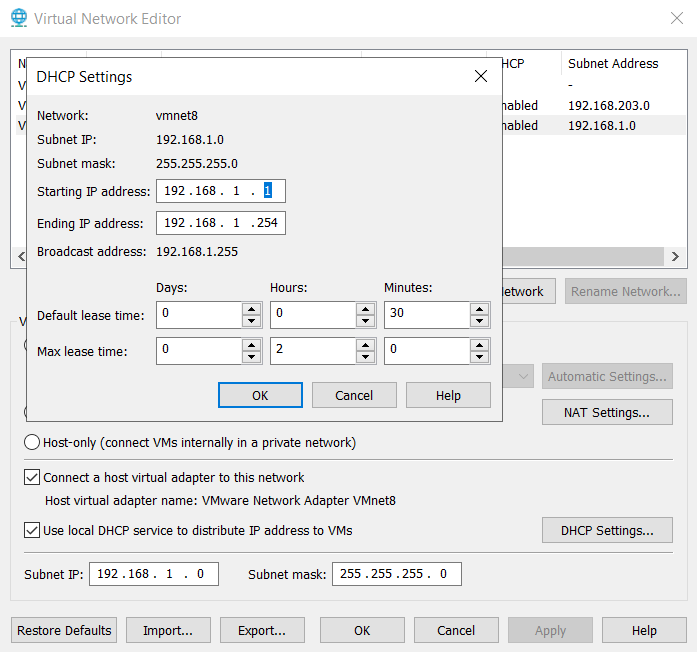 Virtual Network Editor
HCP Subnet Address
-
nabled 192.168.203.0
nabled 192.168.1.0
DHCP Settings
Network: vmnet8
Subnet IP: 192.168.1.0
Subnet mask: 255.255.255.0
Starting IP address: 192 . 168 . 1 . 1
Ending IP address: 192 . 168 . 1 . 254
Broadcast address: 192.168.1.255
Days: Hours: Minutes:
Default lease time: 0 0 30
Max lease time: 0 2 0
OK Cancel Help
etwork Rename Network...
Automatic Settings...
NAT Settings...
Host-only (connect VMs internally in a private network)
Connect a host virtual adapter to this network
Host virtual adapter name: VMware Network Adapter VMnet8
Use local DHCP service to distribute IP address to VMs DHCP Settings...
Subnet IP: 192 . 168 . 1 . 0 Subnet mask: 255 . 255 . 255 . 0
Restore Defaults Import... Export... OK Cancel Apply Help